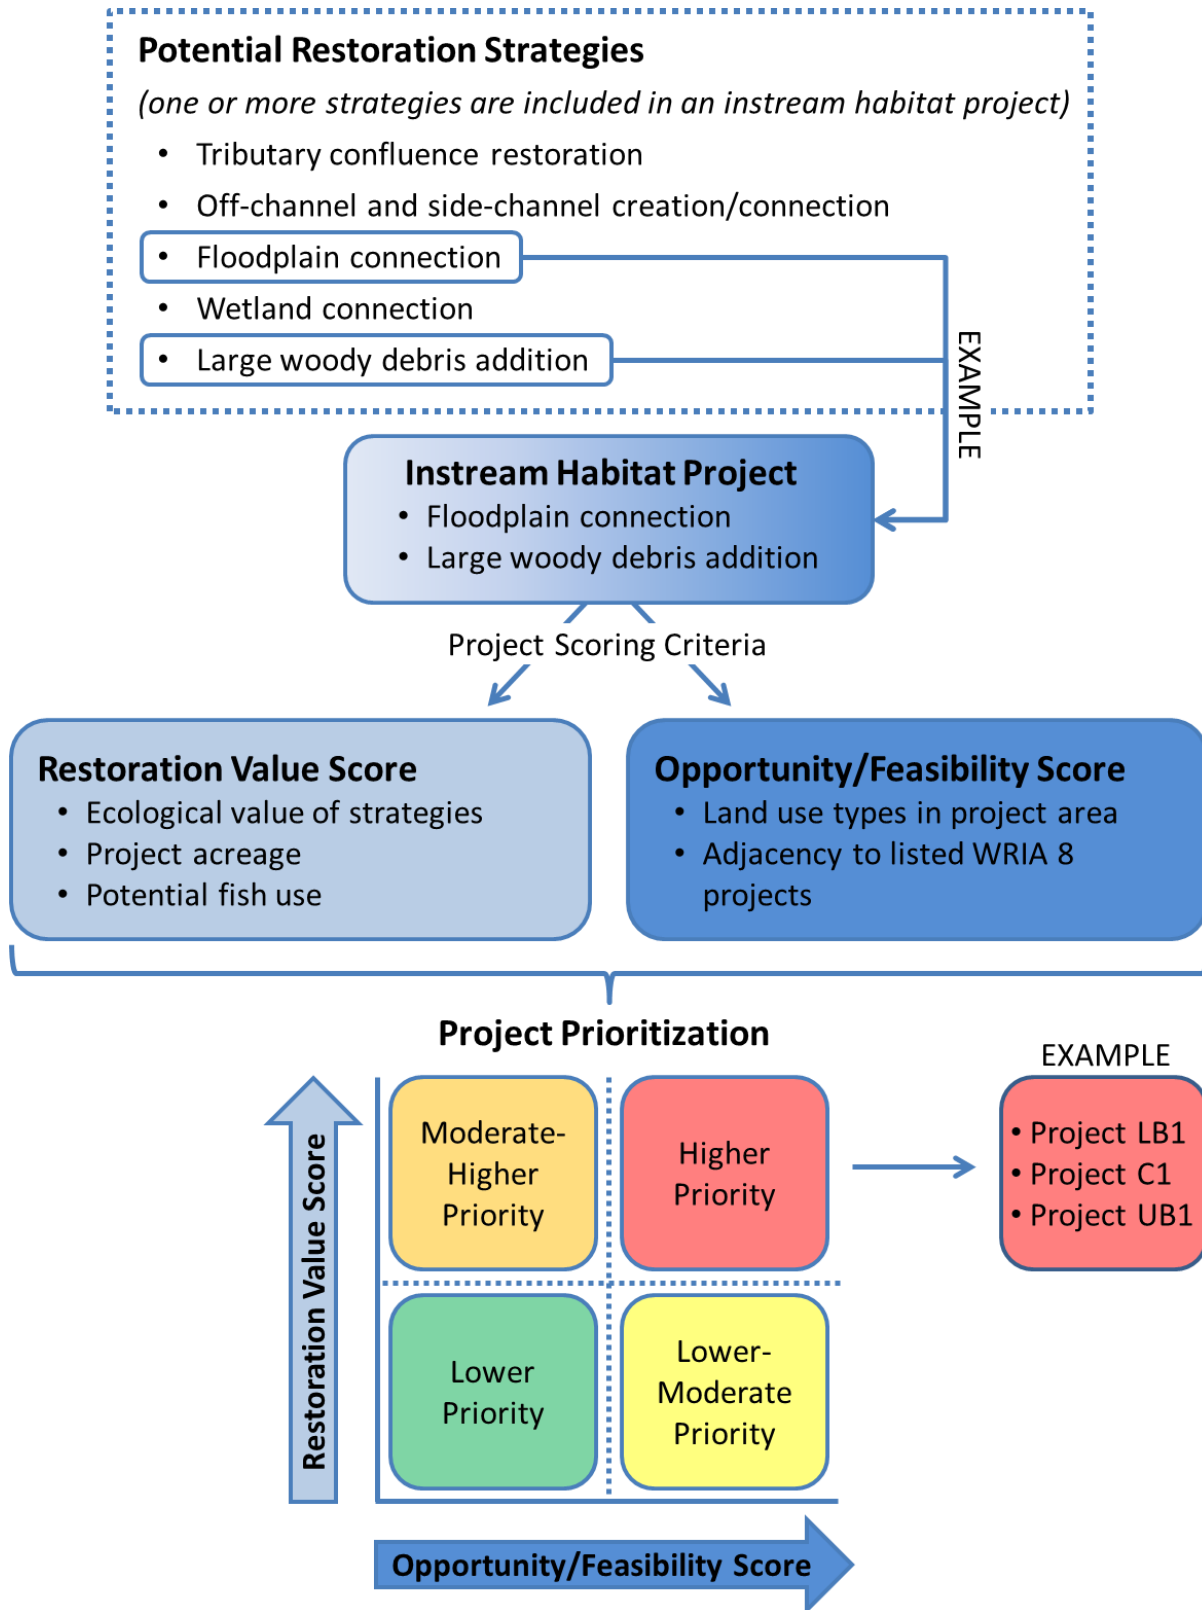 Potential Restoration Strategies
(one or more strategies are included in an instream habitat project)
• Tributary confluence restoration
• Off-channel and side-channel creation/connection
• Floodplain connection
• Wetland connection
• Large woody debris addition
EXAMPLE
Instream Habitat Project
• Floodplain connection
• Large woody debris addition
Project Scoring Criteria
Restoration Value Score
• Ecological value of strategies
• Project acreage
• Potential fish use
Opportunity/Feasibility Score
• Land use types in project area
• Adjacency to listed WRIA 8
projects
Project Prioritization
Restoration Value Score
Moderate-
Higher
Priority
Higher
Priority
Lower
Priority
Lower-
Moderate
Priority
Opportunity/Feasibility Score
EXAMPLE
• Project LB1
• Project C1
• Project UB1